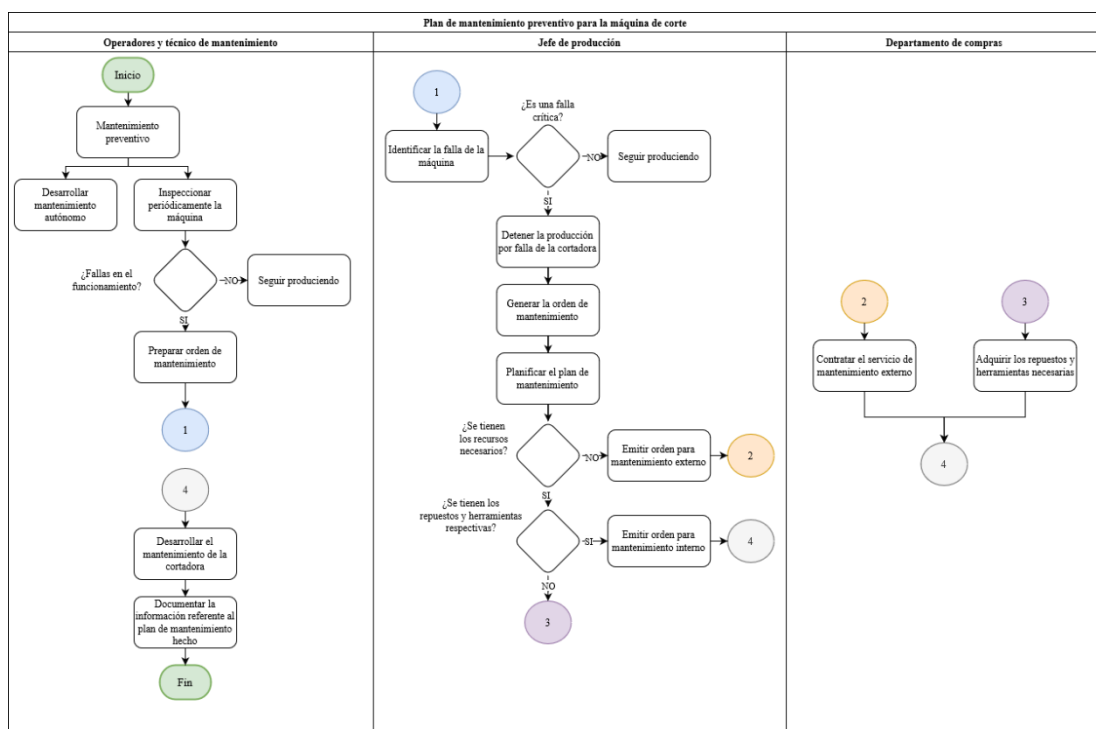 Plan de mantenimiento preventivo para la máquina de corte
Operadores y técnico de mantenimiento
Inicio
Mantenimiento
preventivo
Desarrollar
mantenimiento
autónomo
Inspeccionar
periódicamente la
máquina
¿Fallas en el
funcionamiento?
NO
Seguir produciendo
SI
Preparar orden de
mantenimiento
1
4
Desarrollar el
mantenimiento de la
cortadora
Documentar la
información referente al
plan de mantenimiento
hecho
Fin
Jefe de producción
1
Identificar la falla de la
máquina
¿Es una falla
crítica?
NO
Seguir produciendo
SI
Detener la producción
por falla de la cortadora
Generar la orden de
mantenimiento
Planificar el plan de
mantenimiento
¿Se tienen
los recursos
necesarios?
NO
Emitir orden para
mantenimiento externo
2
SI
¿Se tienen los
repuestos y herramientas
respectivas?
SI
Emitir orden para
mantenimiento interno
4
NO
3
Departamento de compras
2
Contratar el servicio de
mantenimiento externo
3
Adquirir los repuestos y
herramientas necesarias
4